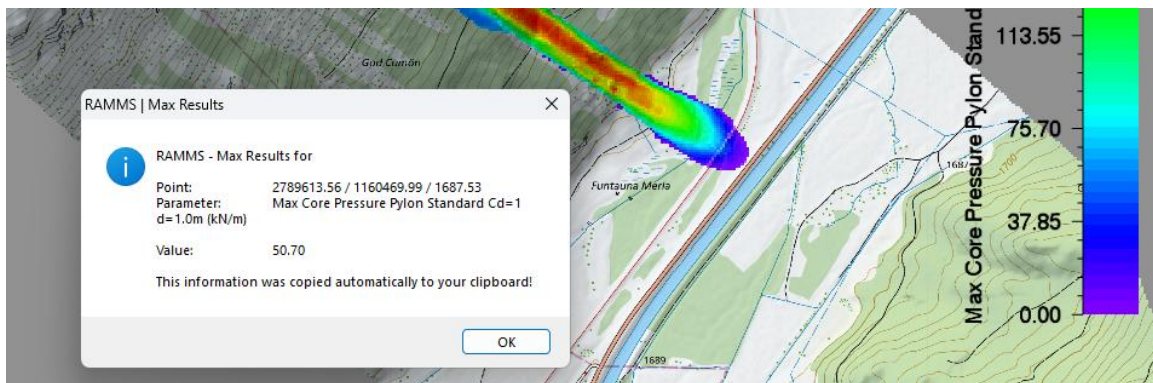 God Cumön
113.55
RAMMS | Max Results
RAMMS - Max Results for
Point: 2789613.56 / 1160469.99 / 1687.53
Parameter: Max Core Pressure Pylon Standard Cd=1
d=1.0m (kN/m)
Value: 50.70
This information was copied automatically to your clipboard!
OK
Funtauna Merla
1687
1700
1689
Max Core Pressure Pylon Stand
75.70
37.85
0.00